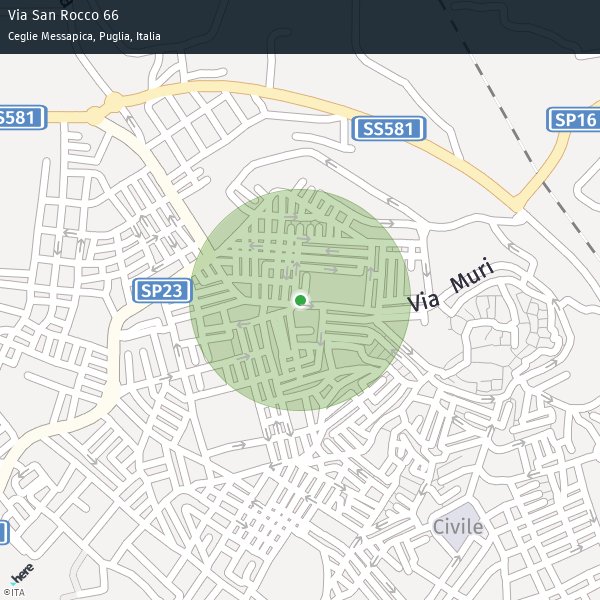 Via San Rocco 66
Ceglie Messapica, Puglia, Italia
SS581
SS581
SP16
SP23
Via Muri
Civile
here
©ITA